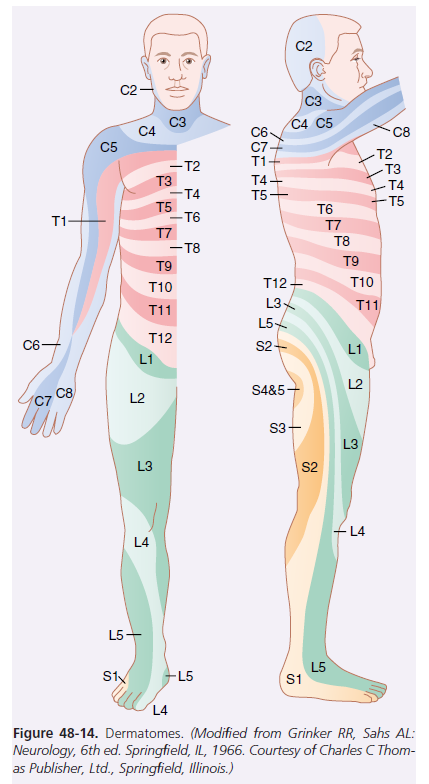 C2
C3
C4
C5
T2
T3
T4
T5
T6
T1
T7
T8
T9
T10
T11
T12
C6
L1
C7 C8
L2
L3
L4
L5
S1 L5
L4
C2
C3
C4 C5
C6 C8
C7
T1 T2
T3
T4 T4
T5 T5
T6
T7
T8
T9
T12 T10
L3 T11
L5
S2 L1
S4&5 L2
S3 L3
S2
L4
L5
S1
Figure 48-14. Dermatomes. (Modified from Grinker RR, Sahs AL:
Neurology, 6th ed. Springfield, IL, 1966. Courtesy of Charles C Thom-
as Publisher, Ltd., Springfield, Illinois.)